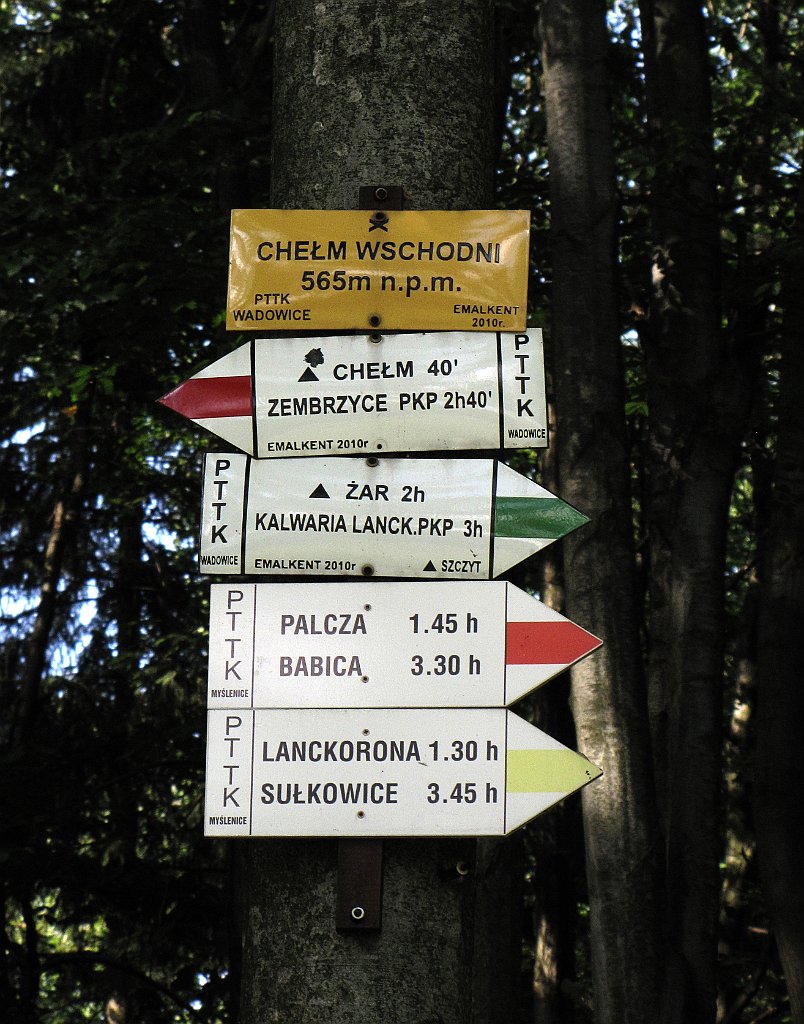 CHEŁM WSCHODNI
565m n.p.m.
PTTK WADOWICE
EMALKENT 2010r.
CHEŁM 40'
ZEMBRZYCE PKP 2h40'
EMALKENT 2010r
PTTK
WADOWICE
PTTK
WADOWICE
ŻAR 2h
KALWARIA LANCK.PKP 3h
EMALKENT 2010r
SZCZYT
PTTK
MYŚLENICE
PALCZA 1.45 h
BABICA 3.30 h
PTTK
MYŚLENICE
LANCKORONA 1.30 h
SUŁKOWICE 3.45 h